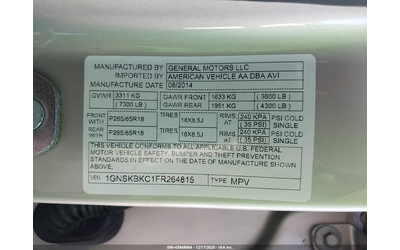 MANUFACTURED BY GENERAL MOTORS LLC
IMPORTED BY AMERICAN VEHICLE AA DBA AVI
MANUFACTURE DATE 08/2014
GVWR 3311 KG GAWR FRONT 1633 KG (3600 LB)
(7300 LB) GAWR REAR 1951 KG (4300 LB)
FRONT WITH P265/65R18 TIRES 18X8.5J RIMS, AT 240 KPA (35 PSI) PSI COLD SINGLE
REAR WITH P265/65R18 TIRES 18X8.5J RIMS, AT 240 KPA (35 PSI) PSI COLD SINGLE
THIS VEHICLE CONFORMS TO ALL APPLICABLE U.S. FEDERAL
MOTOR VEHICLE SAFETY, BUMPER AND THEFT PREVENTION
STANDARDS IN EFFECT ON THE DATE OF MANUFACTURE SHOWN
ABOVE.
VIN 1GNSKBKC1FR264815 TYPE MPV